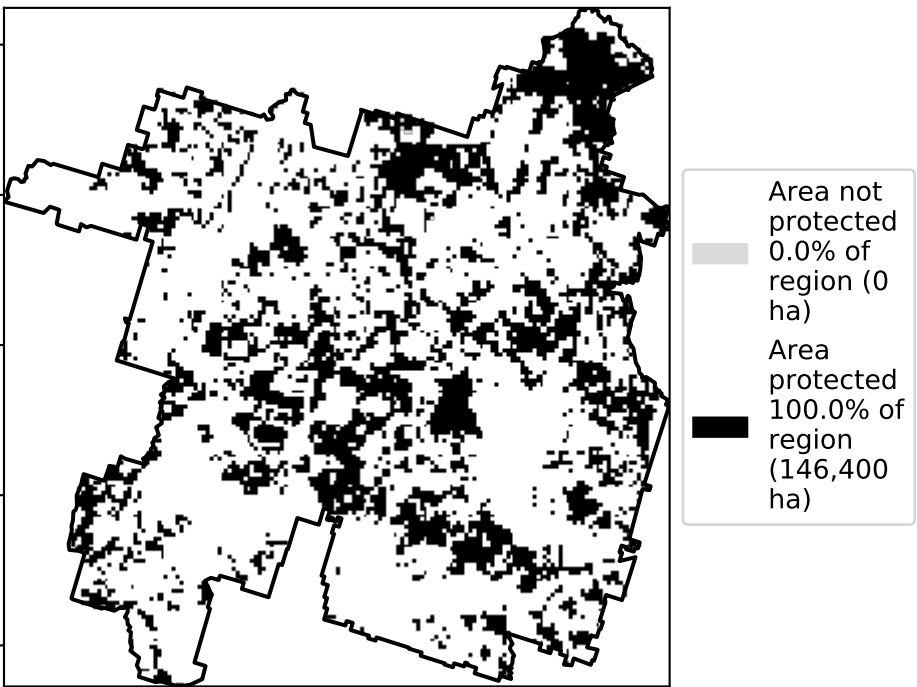 Area not
protected
0.0% of
region (0
ha)
Area
protected
100.0% of
region
(146,400
ha)